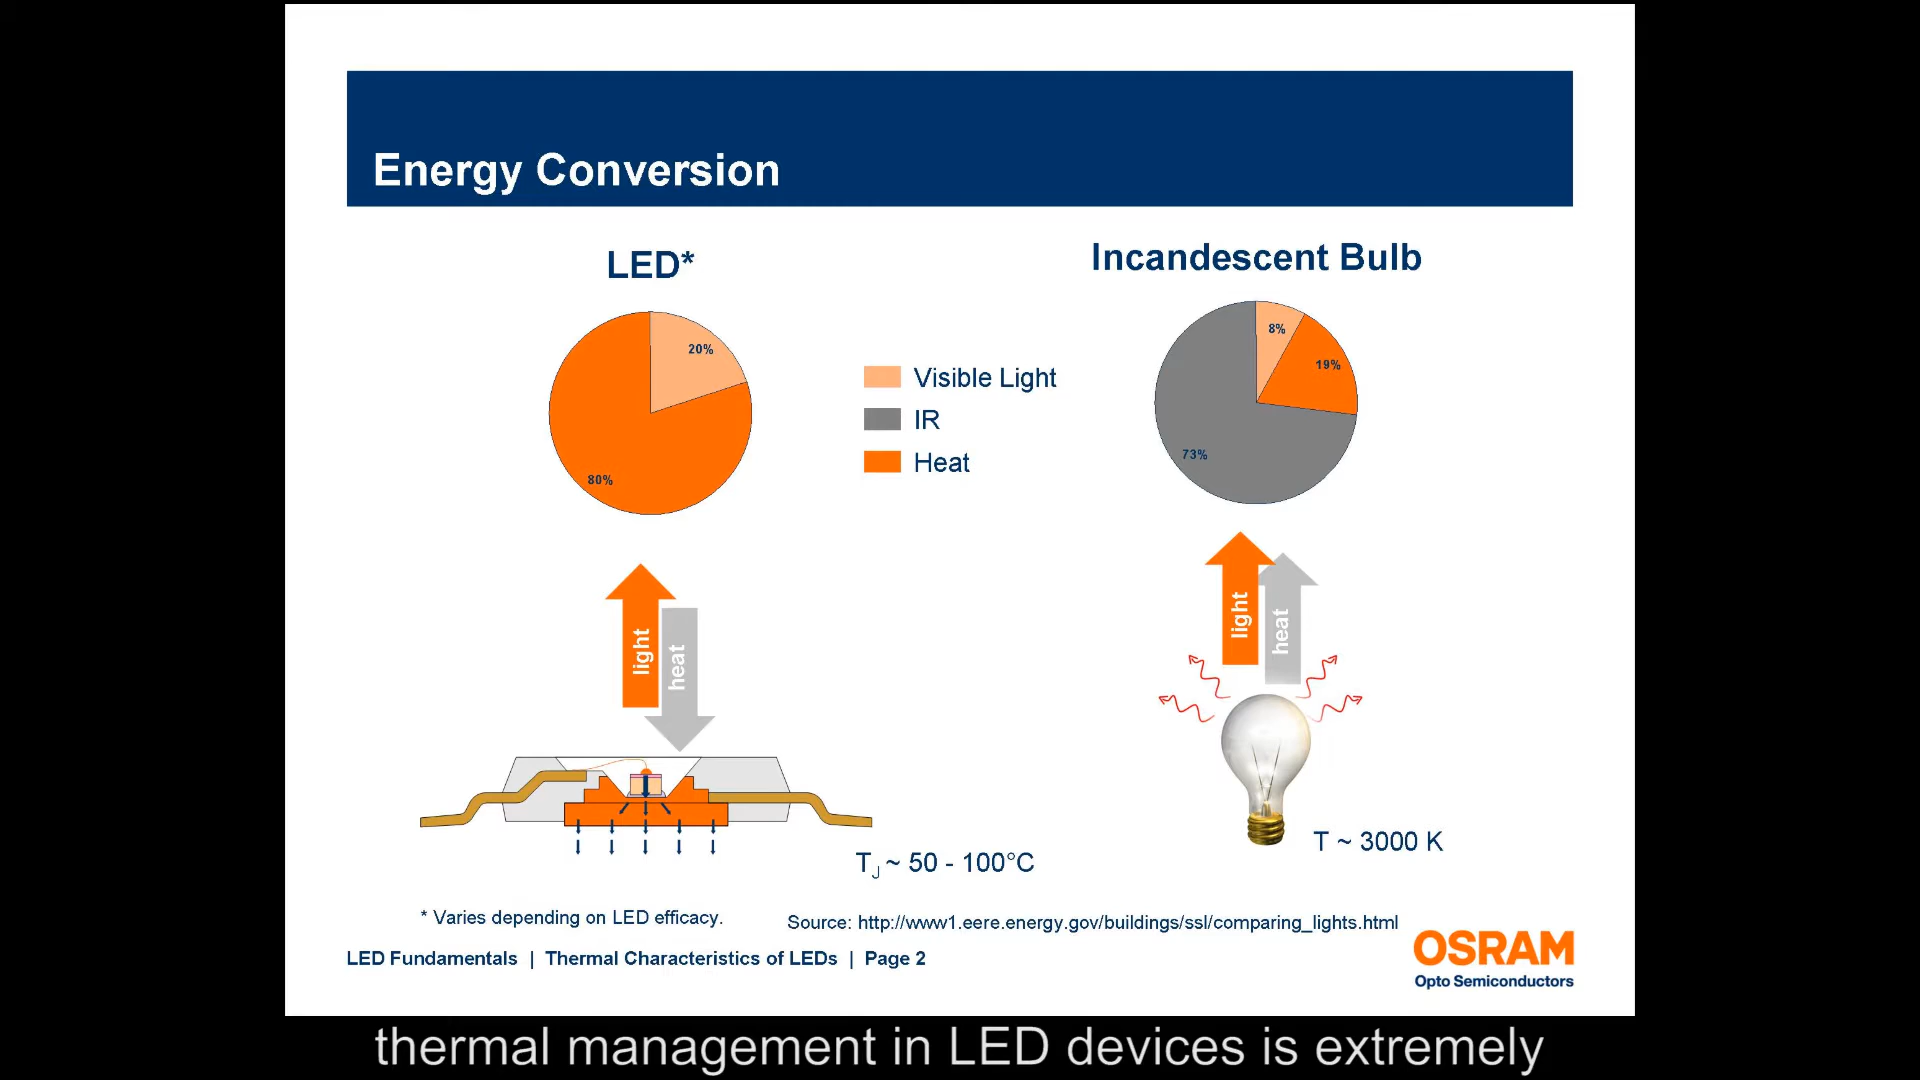 Energy Conversion
LED*
Incandescent Bulb
20%
80%
Visible Light
IR
Heat
8%
19%
73%
light
heat
light
heat
TJ ~ 50 - 100°C
T ~ 3000 K
* Varies depending on LED efficacy.
Source: http://www1.eere.energy.gov/buildings/ssl/comparing_lights.html
LED Fundamentals | Thermal Characteristics of LEDs | Page 2
OSRAM
Opto Semiconductors
thermal management in LED devices is extremely